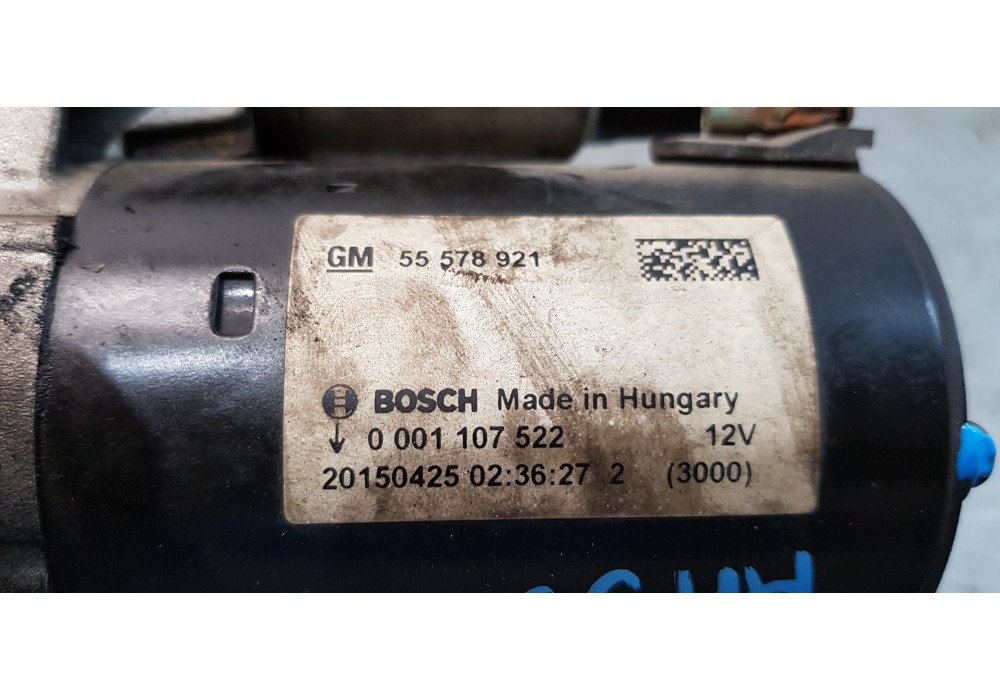 GM 55 578 921
BOSCH Made in Hungary
↓ 0 001 107 522 12V
20150425 02:36:27 2 (3000)